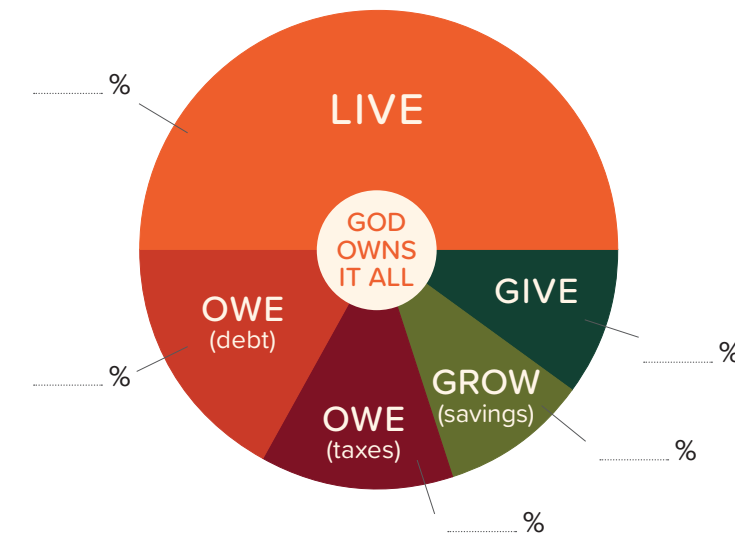 %
LIVE
GOD
OWNS
IT ALL
GIVE
OWE
(debt)
%
%
GROW
(savings)
OWE
(taxes)
%
%